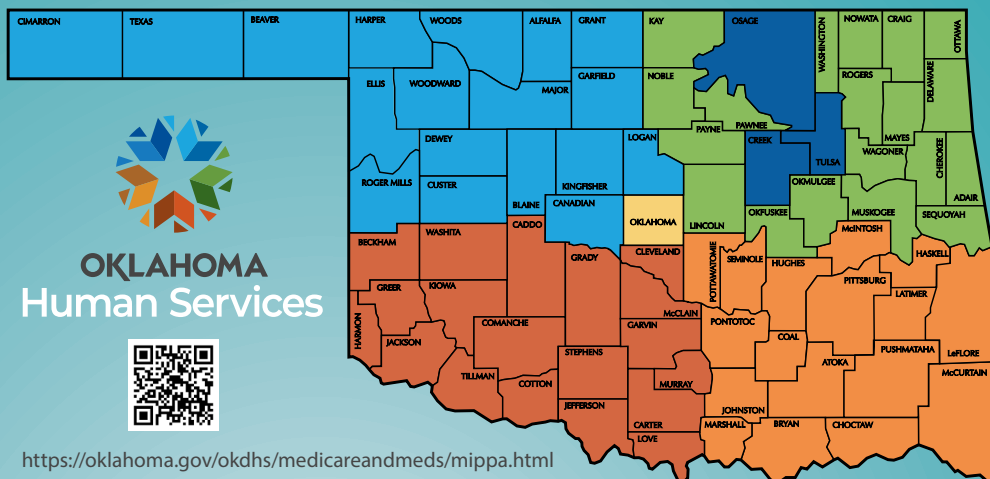 CIMARRON
TEXAS
BEAVER
HARPER
WOODS
ALFALFA
GRANT
KAY
OSAGE
WASHINGTON
NOWATA
CRAIG
OTTAWA
ELLIS
WOODWARD
MAJOR
GARFIELD
NOBLE
ROGERS
DELAWARE
PAWNEE
PAYNE
MAYES
DEWEY
LOGAN
CREEK
TULSA
WAGONER
CHEROKEE
ROGER MILLS
CUSTER
BLAINE
KINGFISHER
CANADIAN
OKLAHOMA
LINCOLN
OKMULGEE
OKFUSKEE
MUSKOGEE
ADAIR
SEQUOYAH
BECKHAM
WASHITA
CADDO
GRADY
CLEVELAND
POTTAWATOMIE
SEMINOLE
HUGHES
McINTOSH
HASKELL
GREER
KIOWA
PITTSBURG
LATIMER
HARMON
JACKSON
COMANCHE
McCLAIN
GARVIN
PONTOTOC
COAL
ATOKA
PUSHMATAHA
LeFLORE
STEPHENS
TILLMAN
COTTON
MURRAY
McCURTAIN
JEFFERSON
CARTER
LOVE
JOHNSTON
MARSHALL
BRYAN
CHOCTAW
OKLAHOMA
Human Services
https://oklahoma.gov/okdhs/medicareandmeds/mippa.html